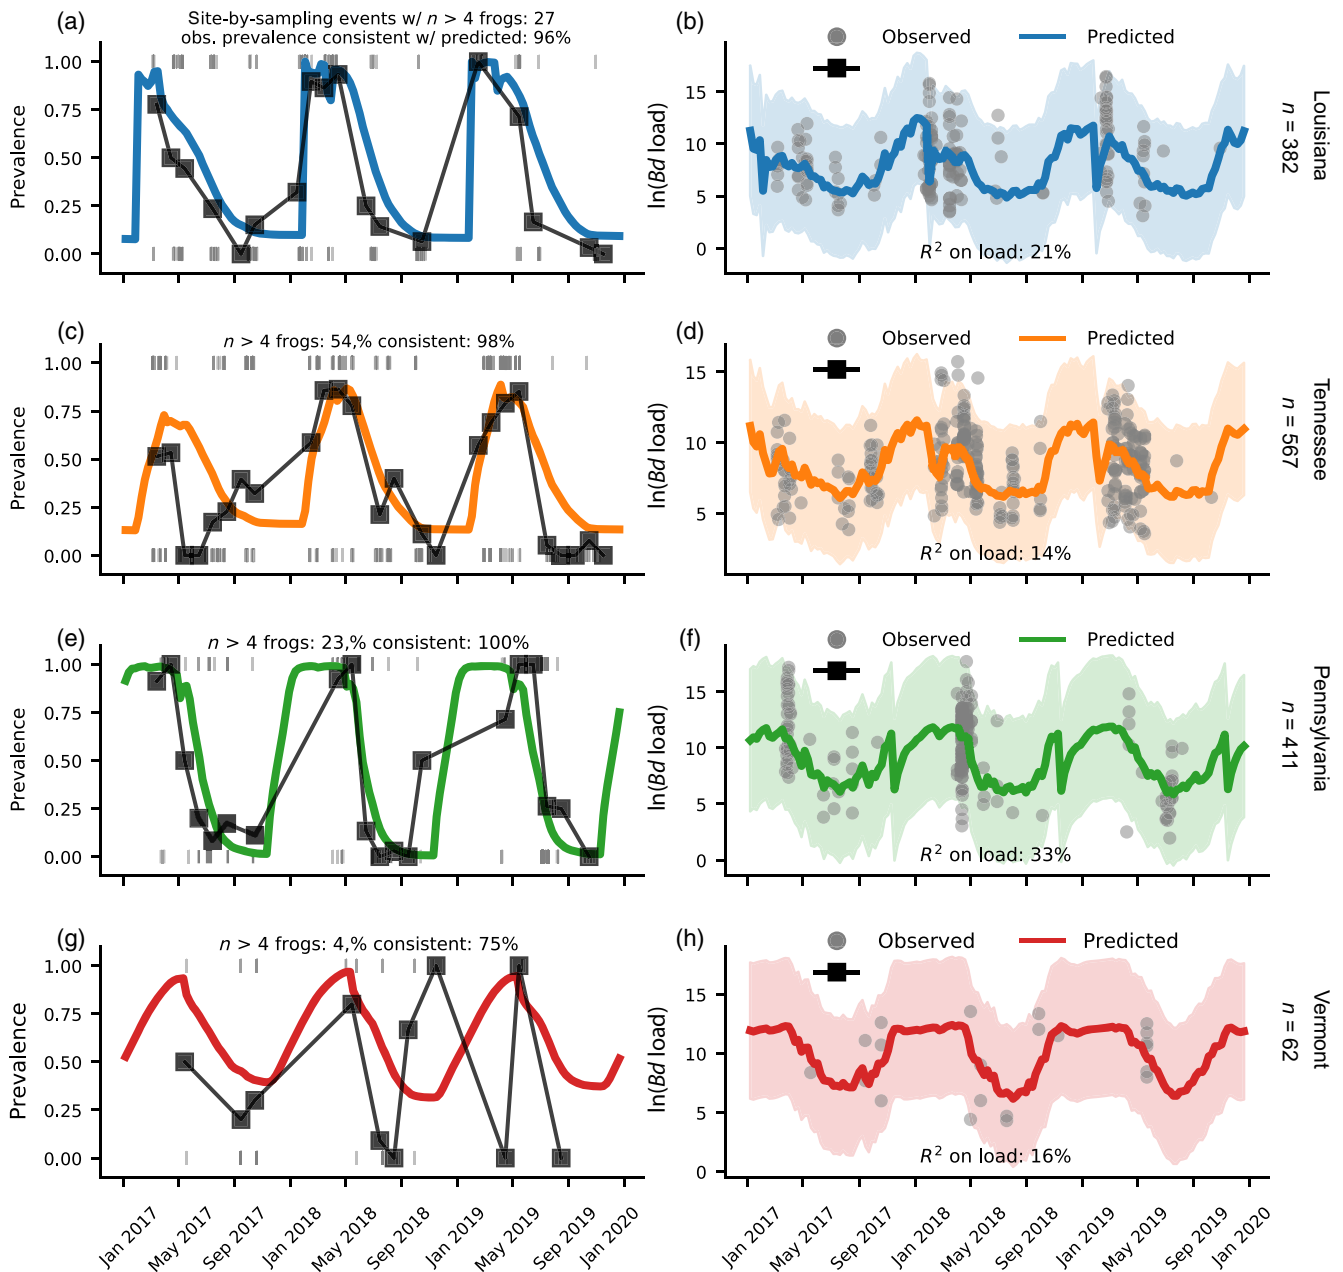 (a)
Site-by-sampling events w/ n > 4 frogs: 27
obs. prevalence consistent w/ predicted: 96%
Prevalence
1.00
0.75
0.50
0.25
0.00
(b)
Observed
Predicted
ln(Bd load)
15
10
5
0
R² on load: 21%
Louisiana
n = 382
(c)
n > 4 frogs: 54,% consistent: 98%
Prevalence
1.00
0.75
0.50
0.25
0.00
(d)
Observed
Predicted
ln(Bd load)
15
10
5
R² on load: 14%
Tennessee
n = 567
(e)
n > 4 frogs: 23,% consistent: 100%
Prevalence
1.00
0.75
0.50
0.25
0.00
(f)
Observed
Predicted
ln(Bd load)
15
10
5
0
R² on load: 33%
Pennsylvania
n = 411
(g)
n > 4 frogs: 4,% consistent: 75%
Prevalence
1.00
0.75
0.50
0.25
0.00
Jan 2017
May 2017
Sep 2017
Jan 2018
May 2018
Sep 2018
Jan 2019
May 2019
Sep 2019
Jan 2020
(h)
Observed
Predicted
ln(Bd load)
15
10
5
0
R² on load: 16%
Vermont
n = 62
Jan 2017
May 2017
Sep 2017
Jan 2018
May 2018
Sep 2018
Jan 2019
May 2019
Sep 2019
Jan 2020